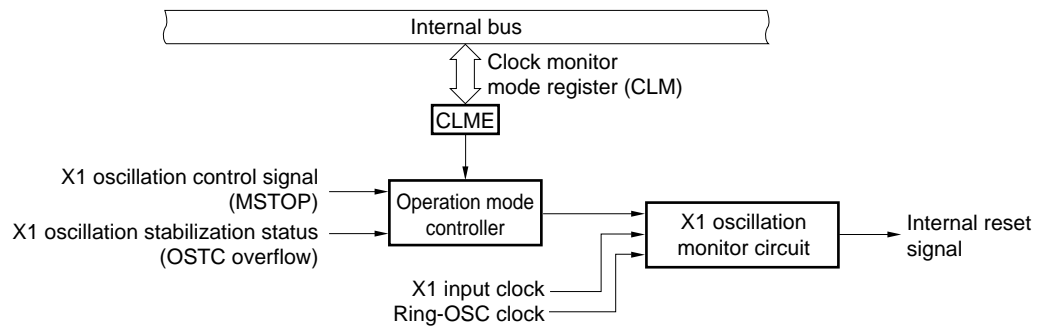 Internal bus
Clock monitor
mode register (CLM)
CLME
X1 oscillation control signal
(MSTOP)
X1 oscillation stabilization status
(OSTC overflow)
Operation mode
controller
X1 oscillation
monitor circuit
Internal reset
signal
X1 input clock
Ring-OSC clock